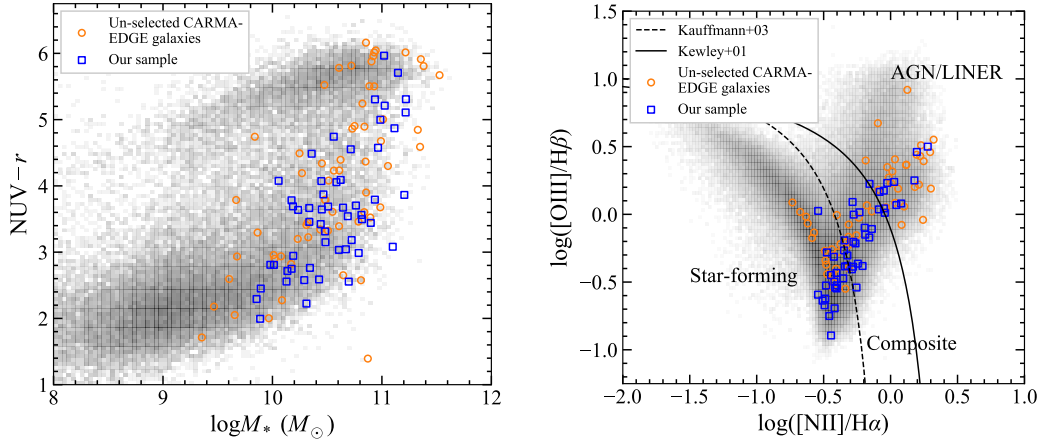 Un-selected CARMA-
EDGE galaxies
Our sample
6
5
4
3
2
1
NUV−r
8
9
10
11
12
logM* (M⊙)
Kauffmann+03
Kewley+01
Un-selected CARMA-
EDGE galaxies
Our sample
AGN/LINER
Star-forming
Composite
1.5
1.0
0.5
0.0
−0.5
−1.0
log([OIII]/Hβ)
−2.0
−1.5
−1.0
−0.5
0.0
0.5
1.0
log([NII]/Hα)